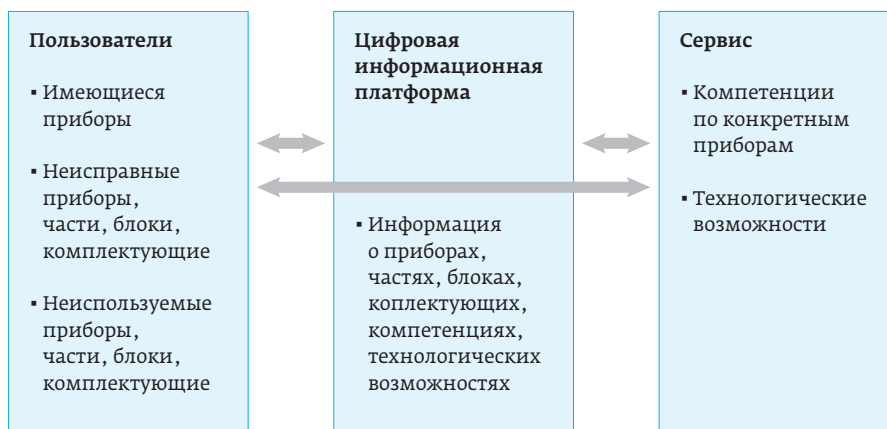 Пользователи
▪ Имеющиеся
приборы
▪ Неисправные
приборы,
части, блоки,
комплектующие
▪ Неиспользуемые
приборы,
части, блоки,
комплектующие
Цифровая
информационная
платформа
▪ Информация
о приборах,
частях, блоках,
коплектующих,
компетенциях,
технологических
возможностях
Сервис
▪ Компетенции
по конкретным
приборам
▪ Технологические
возможности